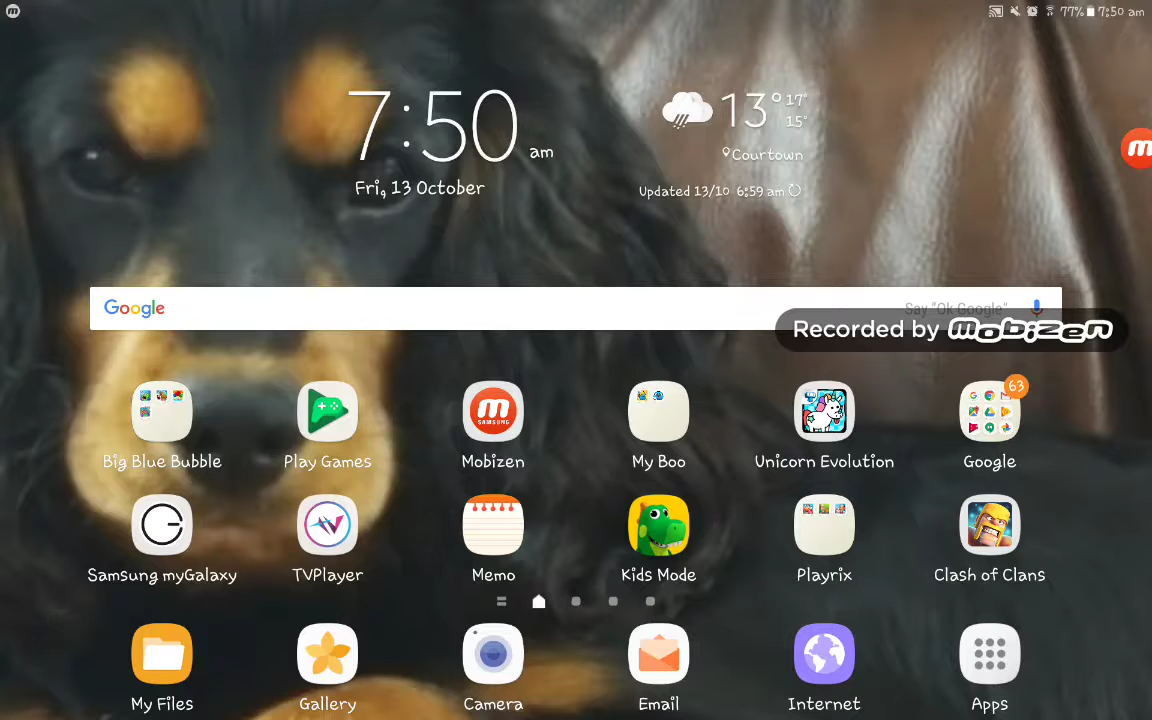 77% 7:50 am
7:50 am
Fri, 13 October
13° 17°
15°
Courtown
Updated 13/10 6:59 am
Google
Say "Ok Google"
Recorded by mobizen
SAMSUNG
63
Big Blue Bubble
Play Games
Mobizen
My Boo
Unicorn Evolution
Google
Samsung myGalaxy
TVPlayer
Memo
Kids Mode
Playrix
Clash of Clans
My Files
Gallery
Camera
Email
Internet
Apps